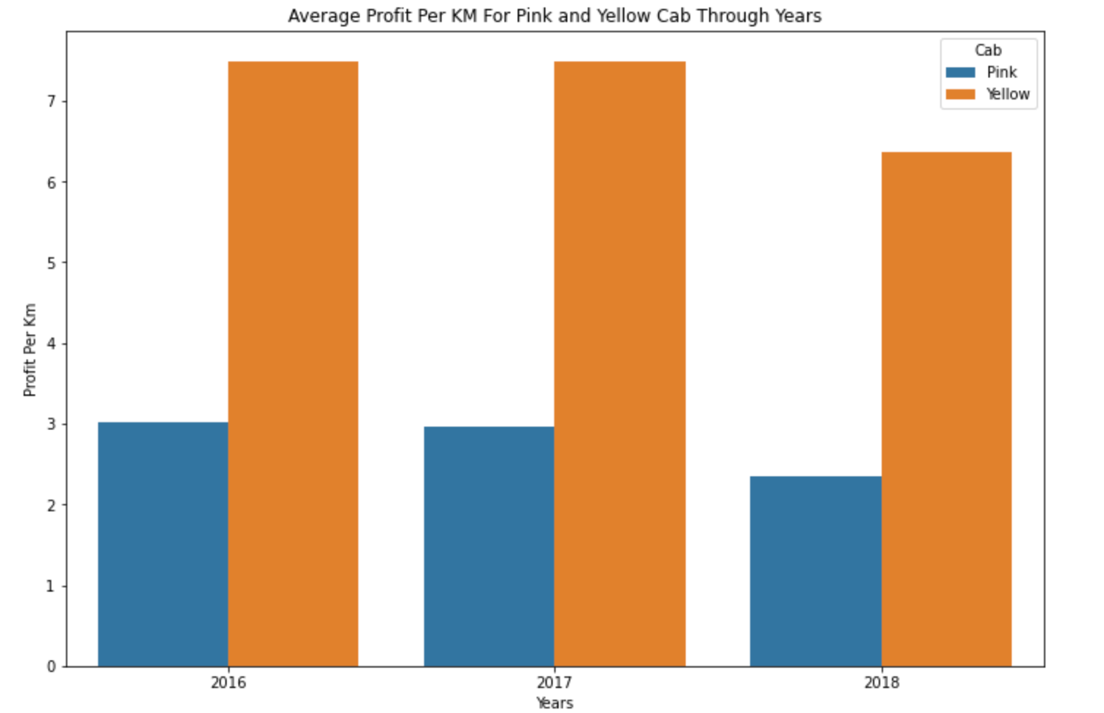 Average Profit Per KM For Pink and Yellow Cab Through Years
Cab
Pink
Yellow
Profit Per Km
7
6
5
4
3
2
1
0
2016 2017 2018
Years